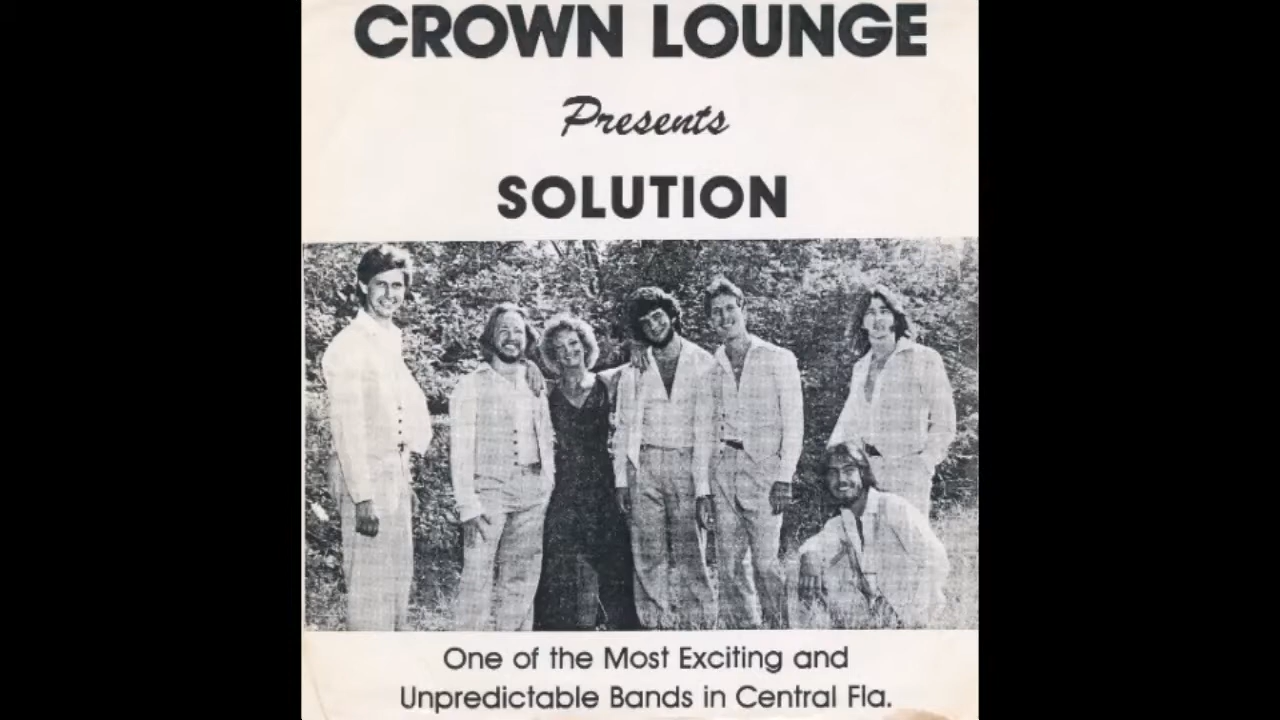 CROWN LOUNGE
Presents
SOLUTION
One of the Most Exciting and
Unpredictable Bands in Central Fla.